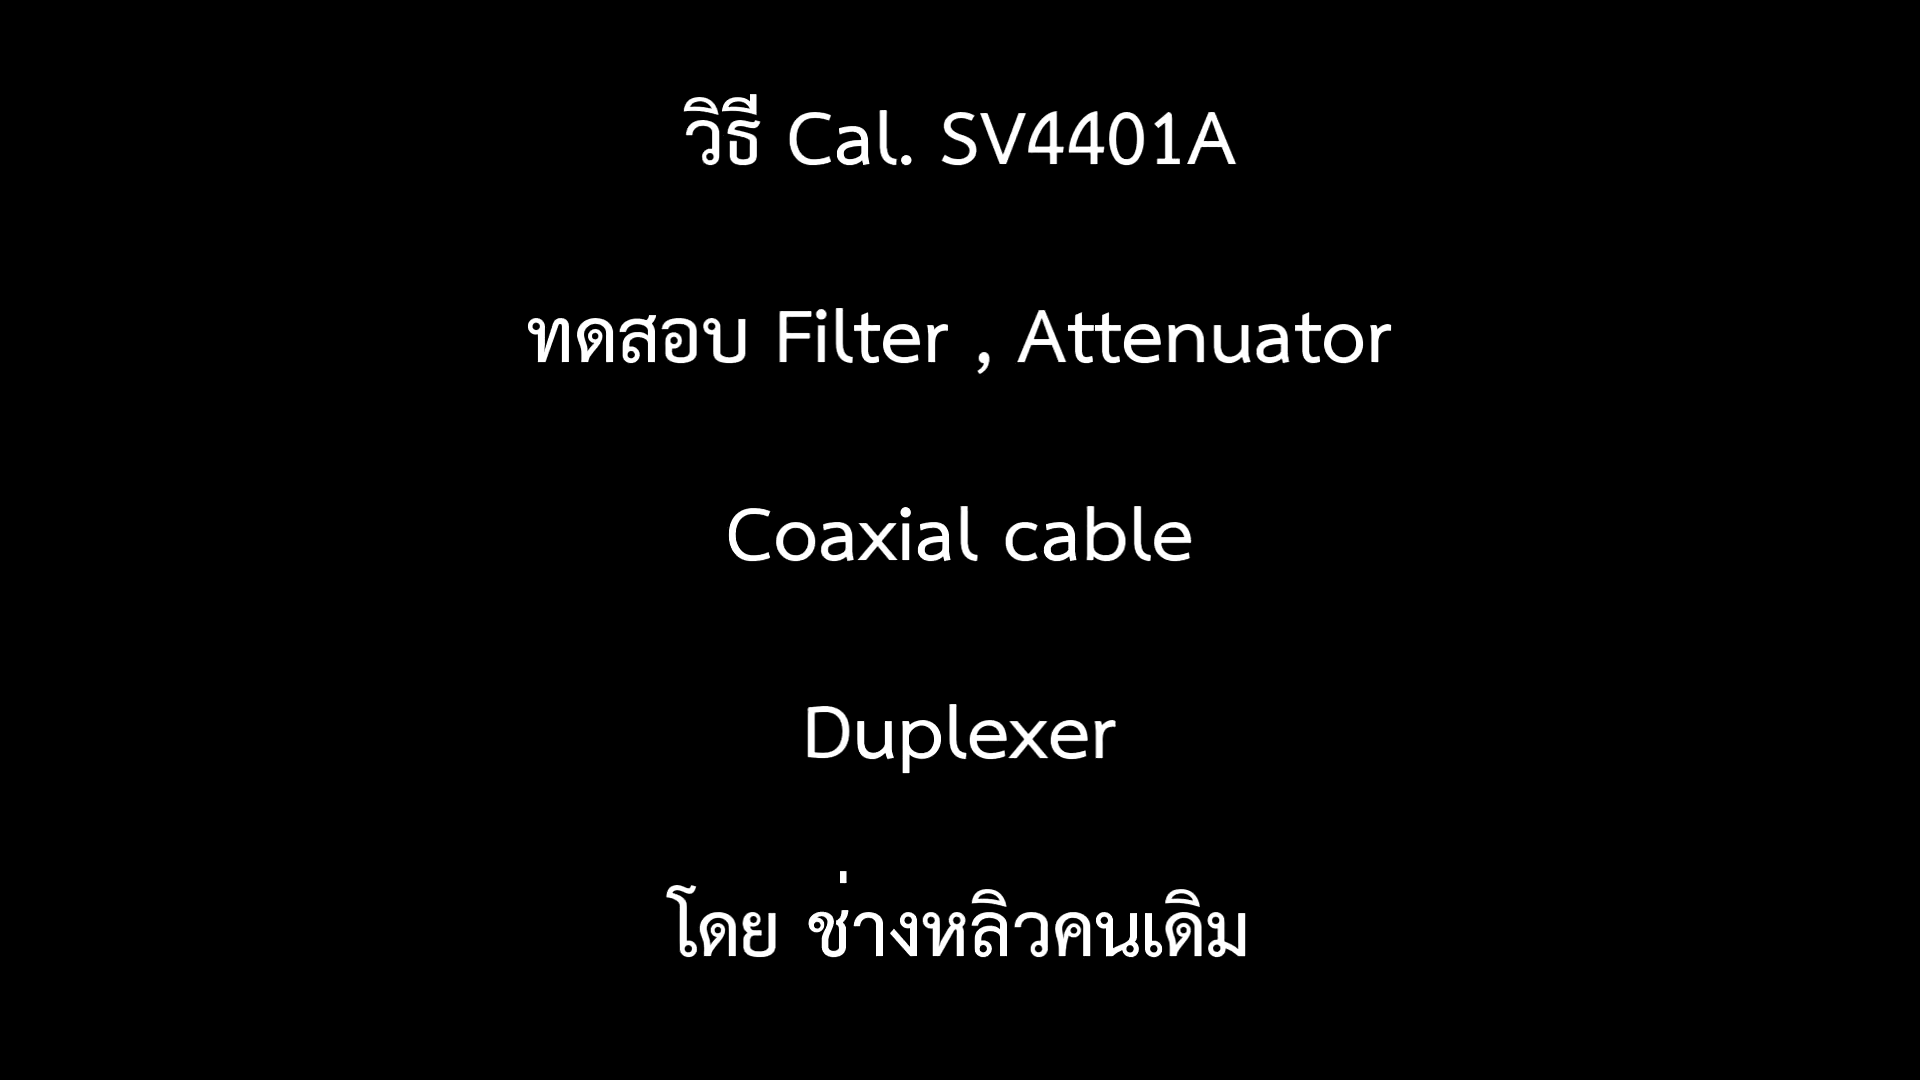 วิธี Cal. SV4401A
ทดสอบ Filter , Attenuator
Coaxial cable
Duplexer
โดย ช่างหลิวคนเดิม